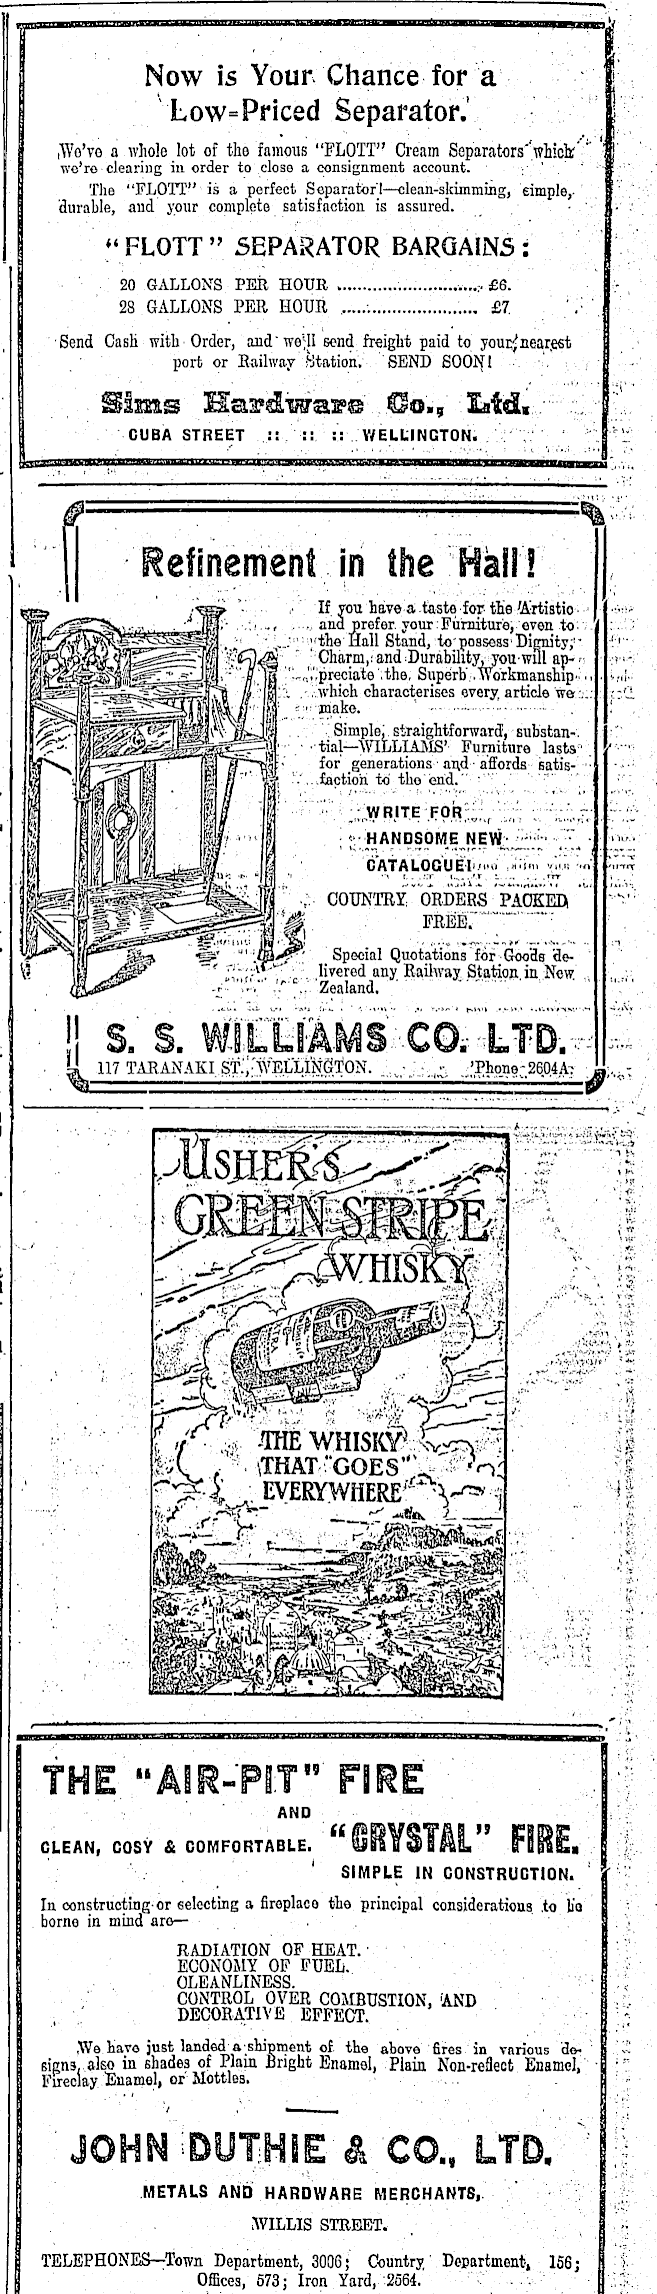 Now is Your Chance for a
Low=Priced Separator.
We've a whole lot of the famous "FLOTT" Cream Separators which
we're clearing in order to close a consignment account.
The "FLOTT" is a perfect Separator!—clean-skimming, simple,
durable, and your complete satisfaction is assured.
"FLOTT" SEPARATOR BARGAINS:
20 GALLONS PER HOUR ............................ £6.
28 GALLONS PER HOUR ............................ £7.
Send Cash with Order, and we'll send freight paid to your nearest
port or Railway Station. SEND SOON!
Sims Hardware Co., Ltd.
CUBA STREET :: :: :: WELLINGTON.
Refinement in the Hall!
If you have a taste for the Artistic
and prefer your Furniture, even to
the Hall Stand, to possess Dignity,
Charm, and Durability, you will ap-
preciate the Superb Workmanship
which characterises every article we
make.
Simple, straightforward, substan-
tial—WILLIAMS' Furniture lasts
for generations and affords satis-
faction to the end.
WRITE FOR
HANDSOME NEW
CATALOGUE!
COUNTRY ORDERS PACKED
FREE.
Special Quotations for Goods de-
livered any Railway Station in New
Zealand.
S. S. WILLIAMS CO. LTD.
117 TARANAKI ST., WELLINGTON. 'Phone 2604A.
USHER'S
GREEN STRIPE
WHISKY
THE WHISKY
THAT "GOES"
EVERYWHERE
THE "AIR-PIT" FIRE
AND
CLEAN, COSY & COMFORTABLE. "CRYSTAL" FIRE.
SIMPLE IN CONSTRUCTION.
In constructing or selecting a fireplace the principal considerations to be
borne in mind are—
RADIATION OF HEAT.
ECONOMY OF FUEL.
CLEANLINESS.
CONTROL OVER COMBUSTION, AND
DECORATIVE EFFECT.
We have just landed a shipment of the above fires in various de-
signs, also in shades of Plain Bright Enamel, Plain Non-reflect Enamel,
Fireclay Enamel, or Mottles.
JOHN DUTHIE & CO., LTD.
METALS AND HARDWARE MERCHANTS,
WILLIS STREET.
TELEPHONES—Town Department, 3006; Country Department, 156;
Offices, 573; Iron Yard, 2564.